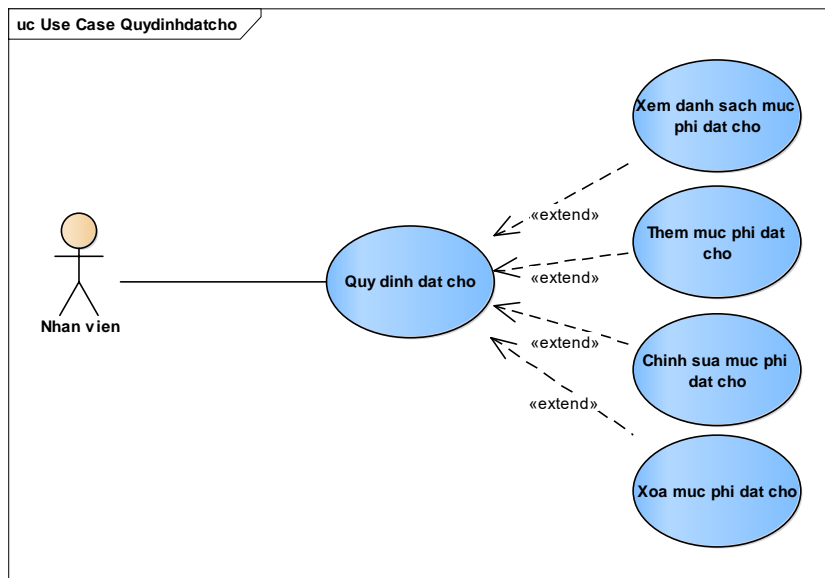 uc Use Case Quydinhdatcho
Xem danh sach muc
phi dat cho
«extend»
Them muc phi dat
cho
«extend»
Quy dinh dat cho
Nhan vien
«extend»
Chinh sua muc phi
dat cho
«extend»
Xoa muc phi dat cho